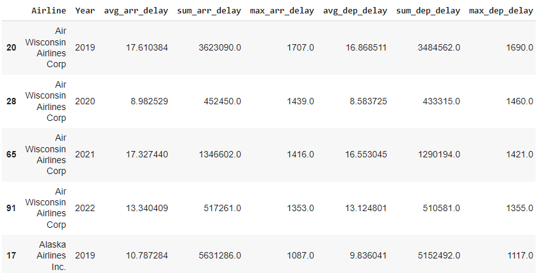 Airline Year avg_arr_delay sum_arr_delay max_arr_delay avg_dep_delay sum_dep_delay max_dep_delay
Air
Wisconsin
20 Airlines 2019 17.610384 3623090.0 1707.0 16.868511 3484562.0 1690.0
Corp
Air
Wisconsin
28 Airlines 2020 8.982529 452450.0 1439.0 8.583725 433315.0 1460.0
Corp
Air
Wisconsin
65 Airlines 2021 17.327440 1346602.0 1416.0 16.553045 1290194.0 1421.0
Corp
Air
Wisconsin
91 Airlines 2022 13.340409 517261.0 1353.0 13.124801 510581.0 1355.0
Corp
Alaska
17 Airlines 2019 10.787284 5631286.0 1087.0 9.836041 5152492.0 1117.0
Inc.